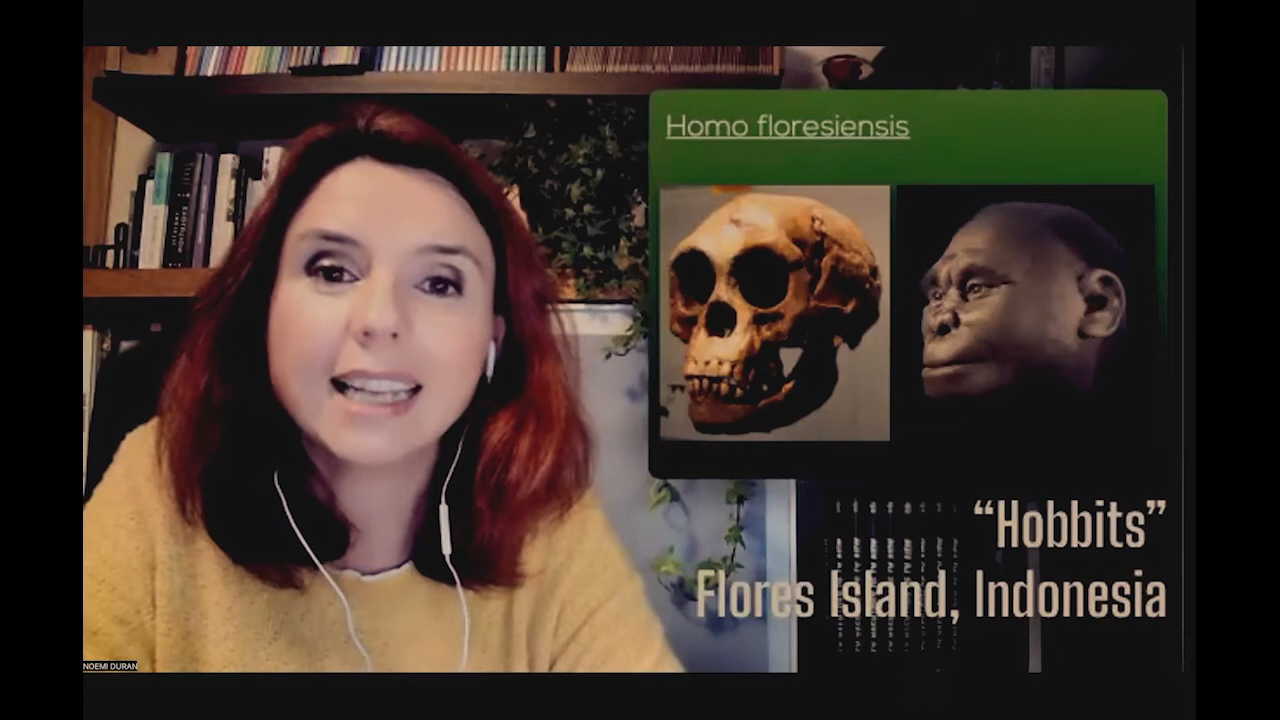 Homo floresiensis
“Hobbits”
Flores Island, Indonesia
NOEMI DURAN